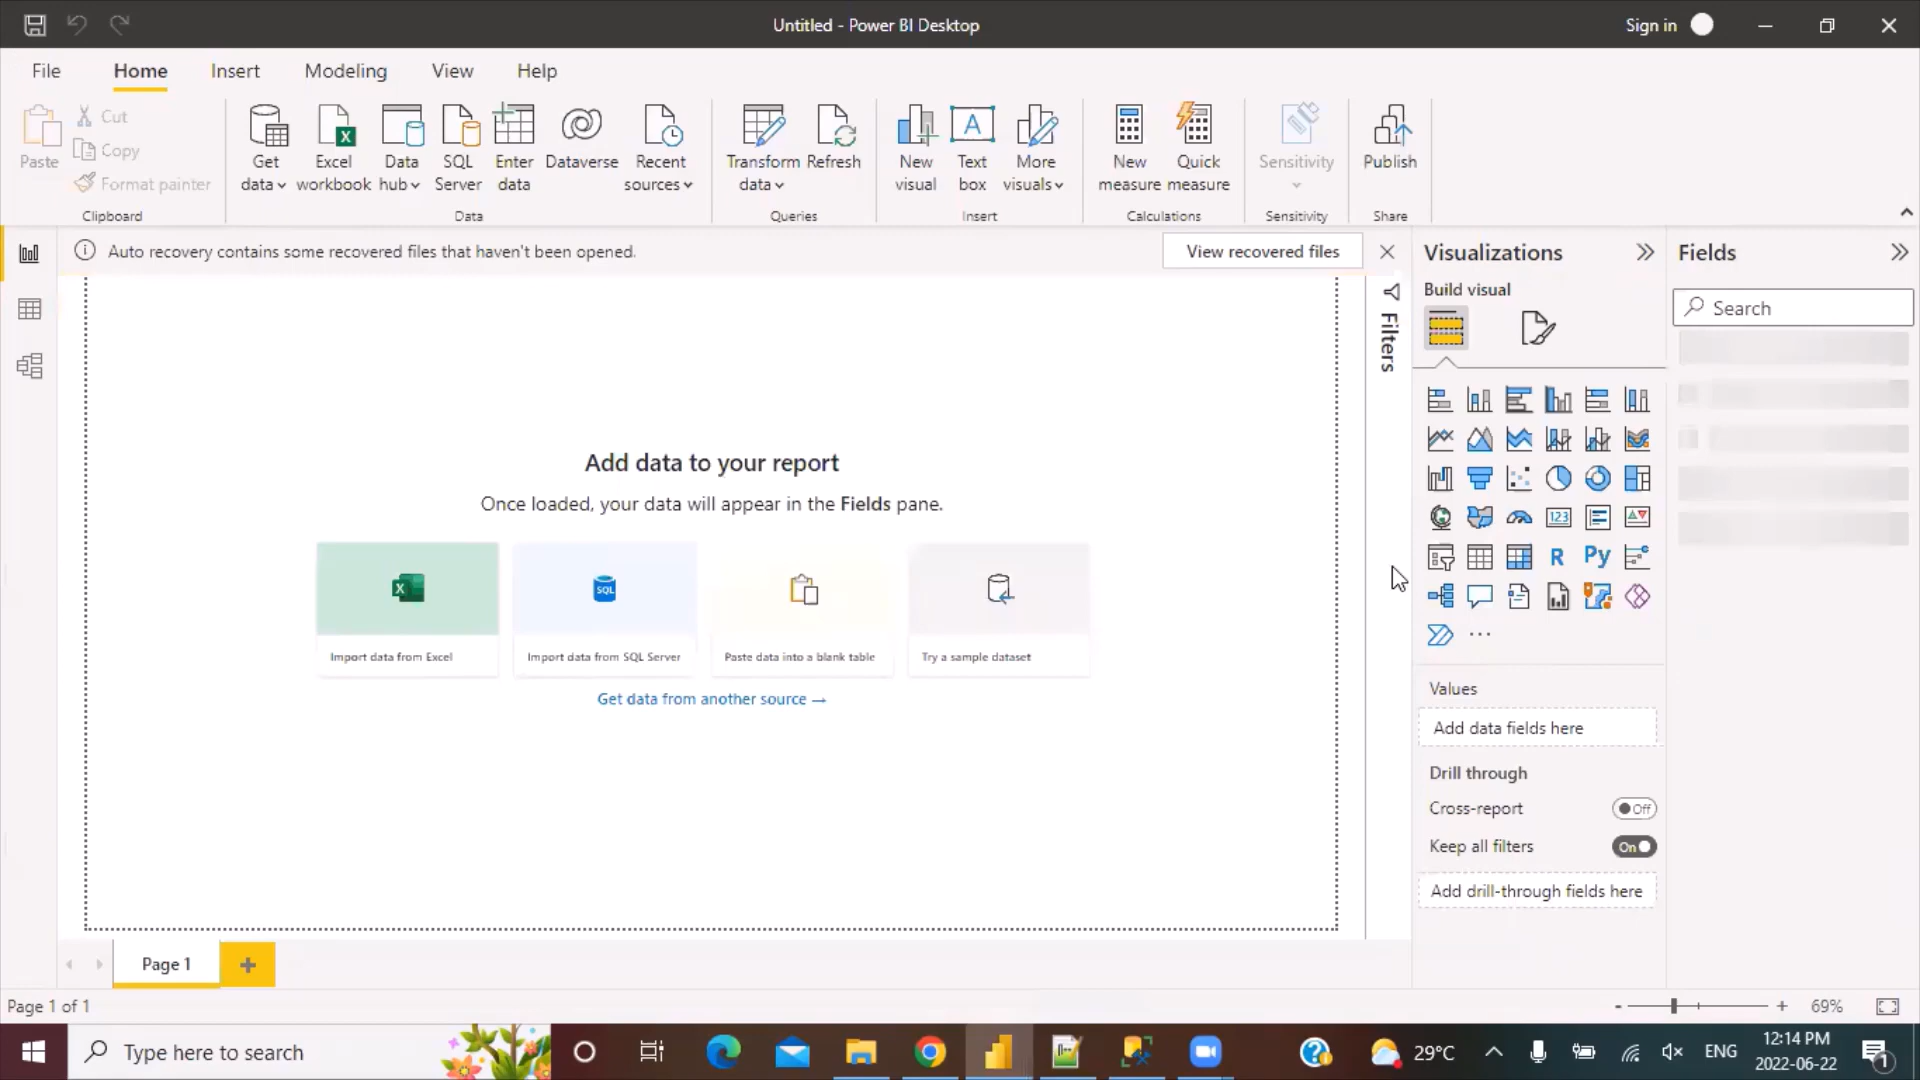 Untitled - Power BI Desktop
Sign in
File Home Insert Modeling View Help
Paste
Cut
Copy
Format painter
Clipboard
Get data
Excel workbook
Data hub
SQL Server
Enter data
Dataverse
Recent sources
Data
Transform data
Refresh
Queries
New visual
Text box
More visuals
Insert
New measure
Quick measure
Calculations
Sensitivity
Sensitivity
Publish
Share
Auto recovery contains some recovered files that haven't been opened.
View recovered files
Filters
Visualizations
Build visual
Fields
Search
Add data to your report
Once loaded, your data will appear in the Fields pane.
SQL
Import data from Excel
Import data from SQL Server
Paste data into a blank table
Try a sample dataset
Get data from another source →
123
R
Py
Values
Add data fields here
Drill through
Cross-report
Off
Keep all filters
On
Add drill-through fields here
Page 1
Page 1 of 1
- + 69%
Type here to search
29°C
ENG
12:14 PM
2022-06-22
1